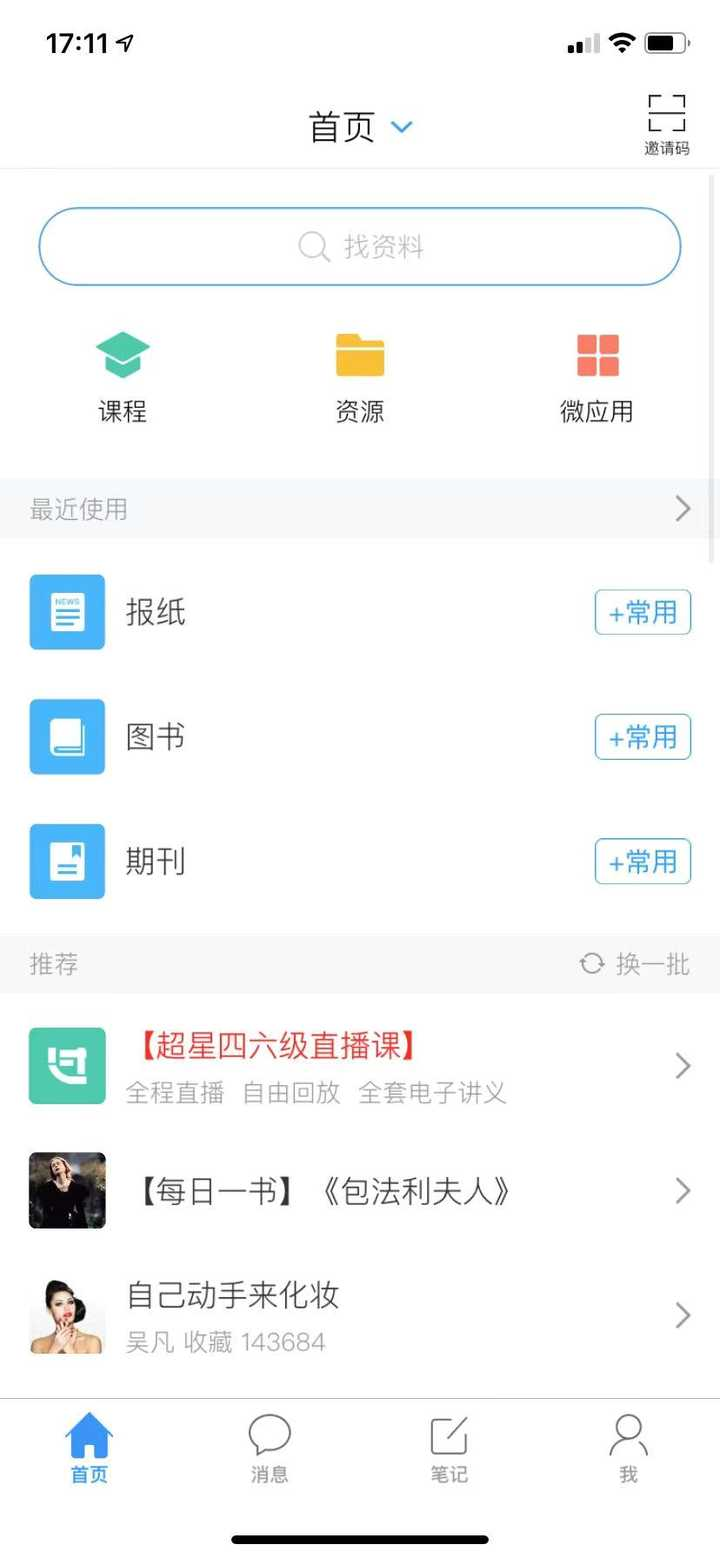 17:11
首页
邀请码
找资料
课程
资源
微应用
最近使用
NEWS
报纸
+常用
图书
+常用
期刊
+常用
推荐
换一批
【超星四六级直播课】
全程直播 自由回放 全套电子讲义
【每日一书】《包法利夫人》
自己动手来化妆
吴凡 收藏 143684
首页
消息
笔记
我